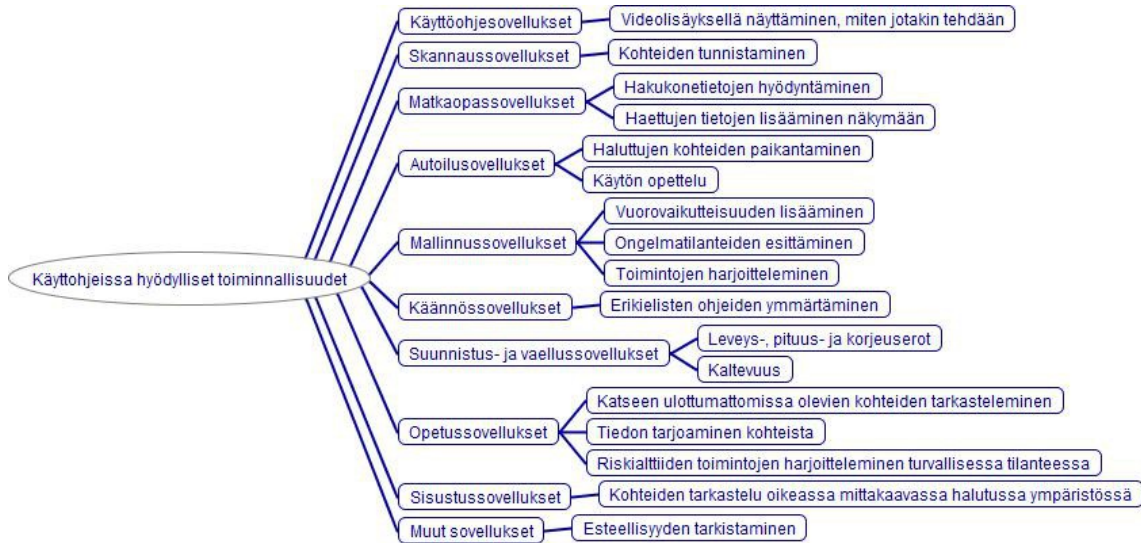 Käyttohjeissa hyödylliset toiminnallisuudet
Käyttöohjesovellukset
Videolisäyksellä näyttäminen, miten jotakin tehdään
Skannaussovellukset
Kohteiden tunnistaminen
Matkaopassovellukset
Hakukonetietojen hyödyntäminen
Haettujen tietojen lisääminen näkymään
Autoilusovellukset
Haluttujen kohteiden paikantaminen
Käytön opettelu
Mallinnussovellukset
Vuorovaikutteisuuden lisääminen
Ongelmatilanteiden esittäminen
Toimintojen harjoitteleminen
Käännössovellukset
Erikielisten ohjeiden ymmärtäminen
Suunnistus- ja vaellussovellukset
Leveys-, pituus- ja korjeuserot
Kaltevuus
Opetussovellukset
Katseen ulottumattomissa olevien kohteiden tarkasteleminen
Tiedon tarjoaminen kohteista
Riskialttiiden toimintojen harjoitteleminen turvallisessa tilanteessa
Sisustussovellukset
Kohteiden tarkastelu oikeassa mittakaavassa halutussa ympäristössä
Muut sovellukset
Esteellisyyden tarkistaminen